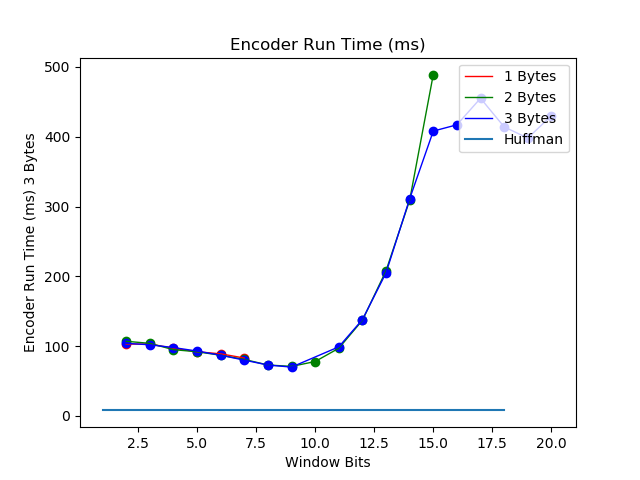 Encoder Run Time (ms)
1 Bytes
2 Bytes
3 Bytes
Huffman
Encoder Run Time (ms) 3 Bytes
500
400
300
200
100
0
2.5 5.0 7.5 10.0 12.5 15.0 17.5 20.0
Window Bits